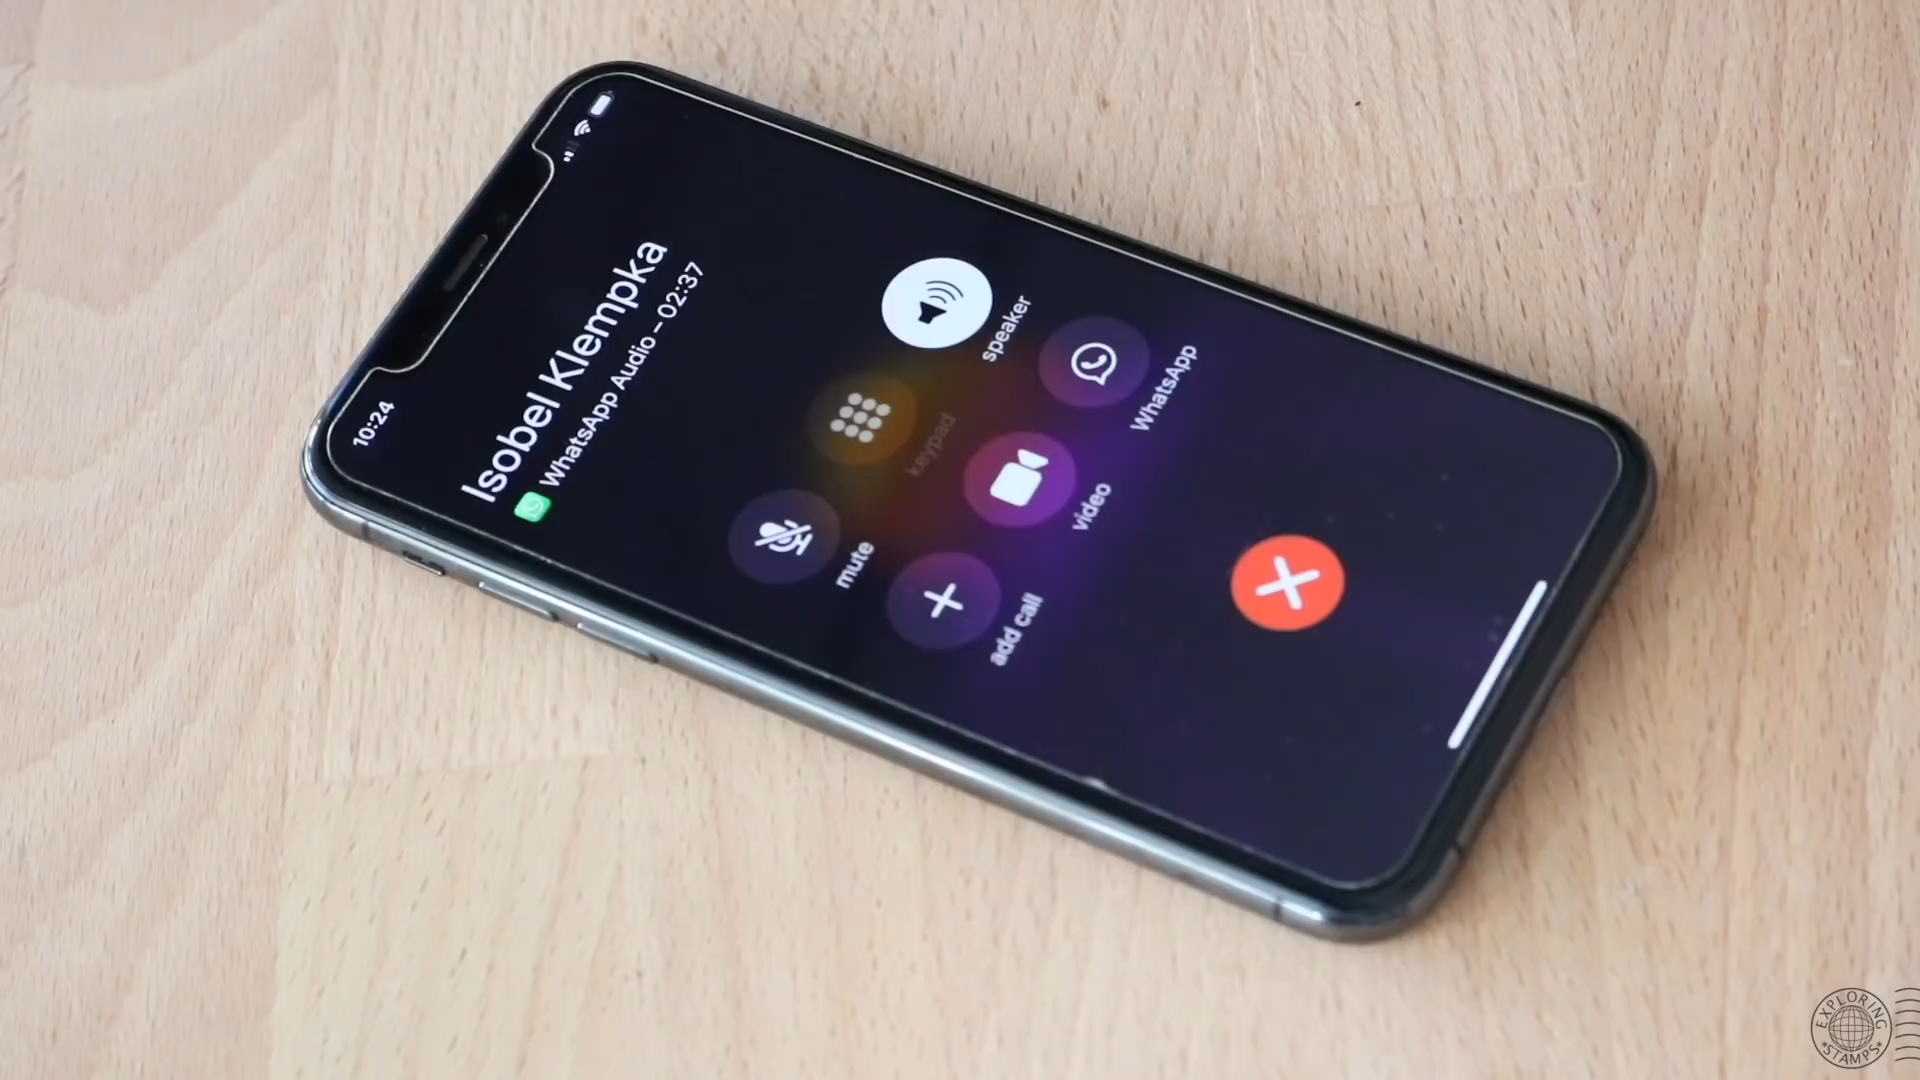 10:24
Isobel Klempka
WhatsApp Audio – 02:37
mute
keypad
speaker
add call
video
WhatsApp
EXPLORING
*STAMPS*